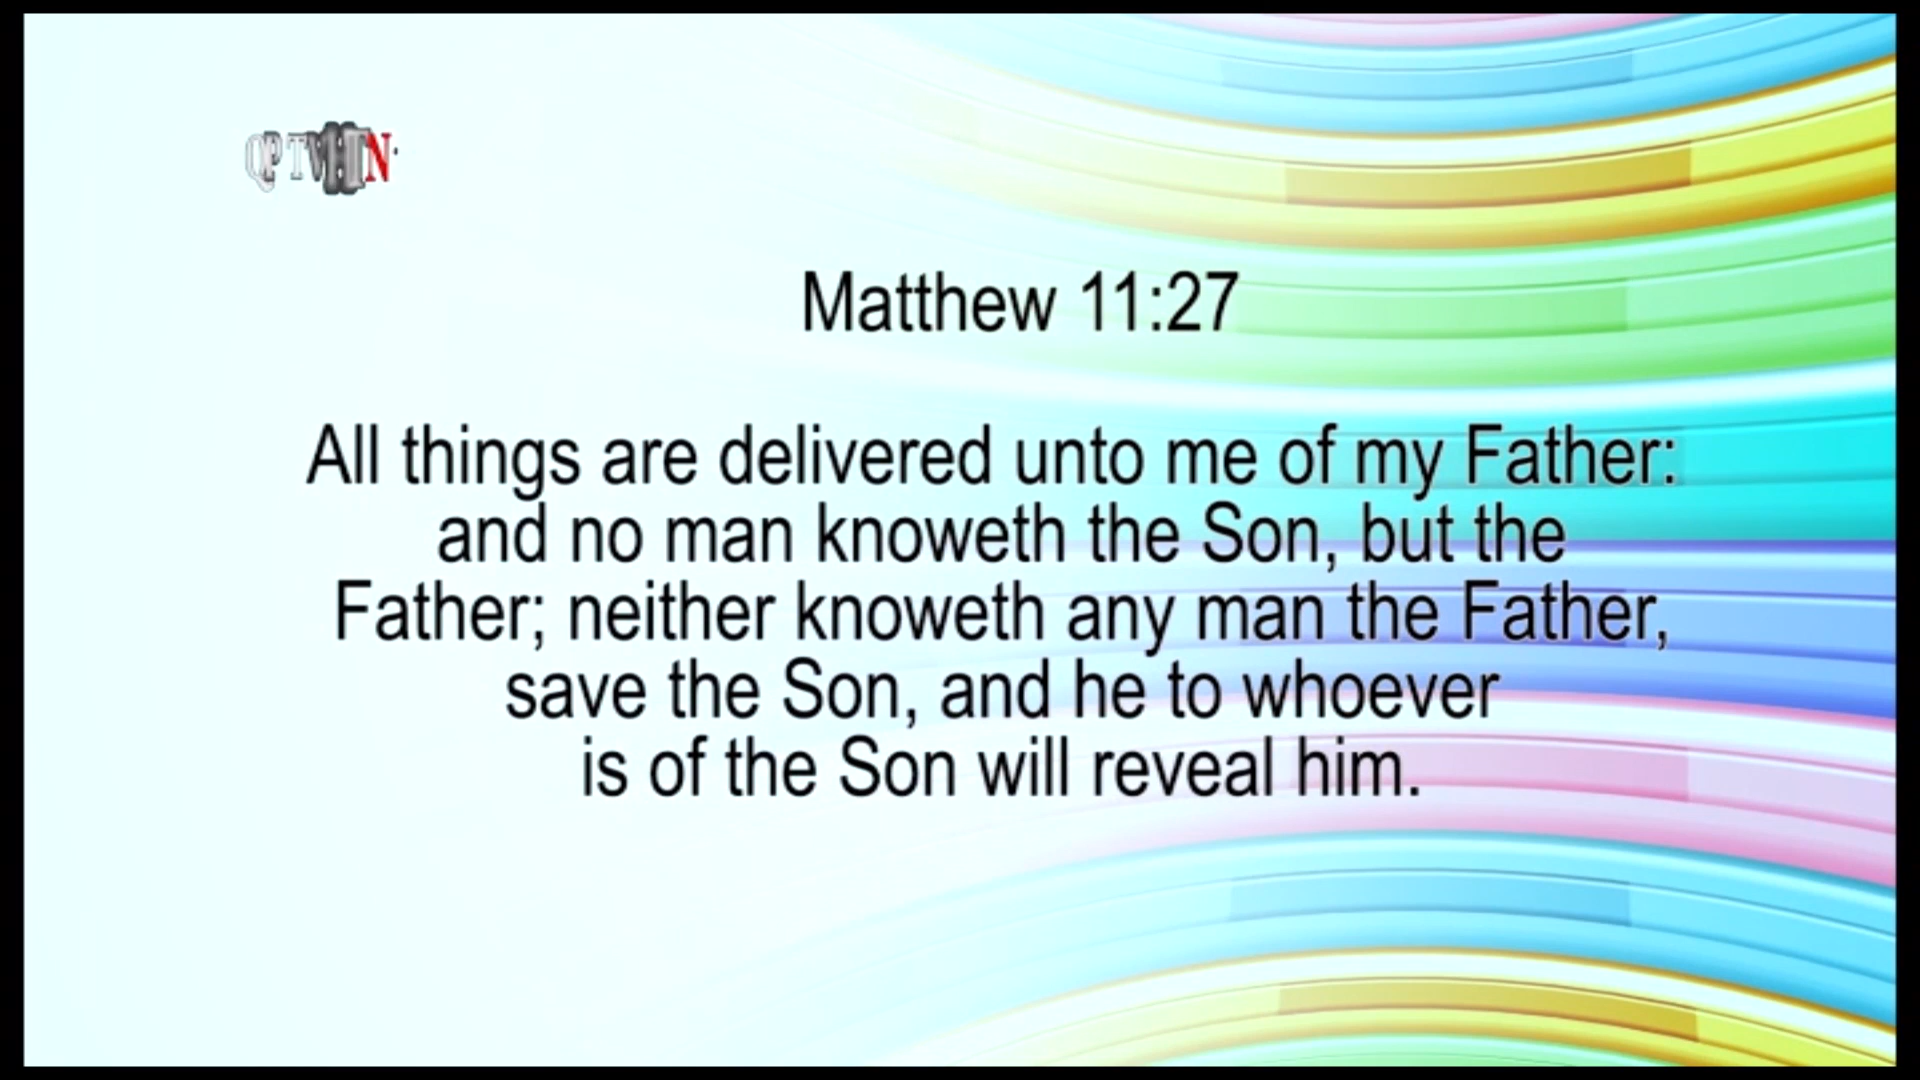 Matthew 11:27
All things are delivered unto me of my Father:
and no man knoweth the Son, but the
Father; neither knoweth any man the Father,
save the Son, and he to whoever
is of the Son will reveal him.